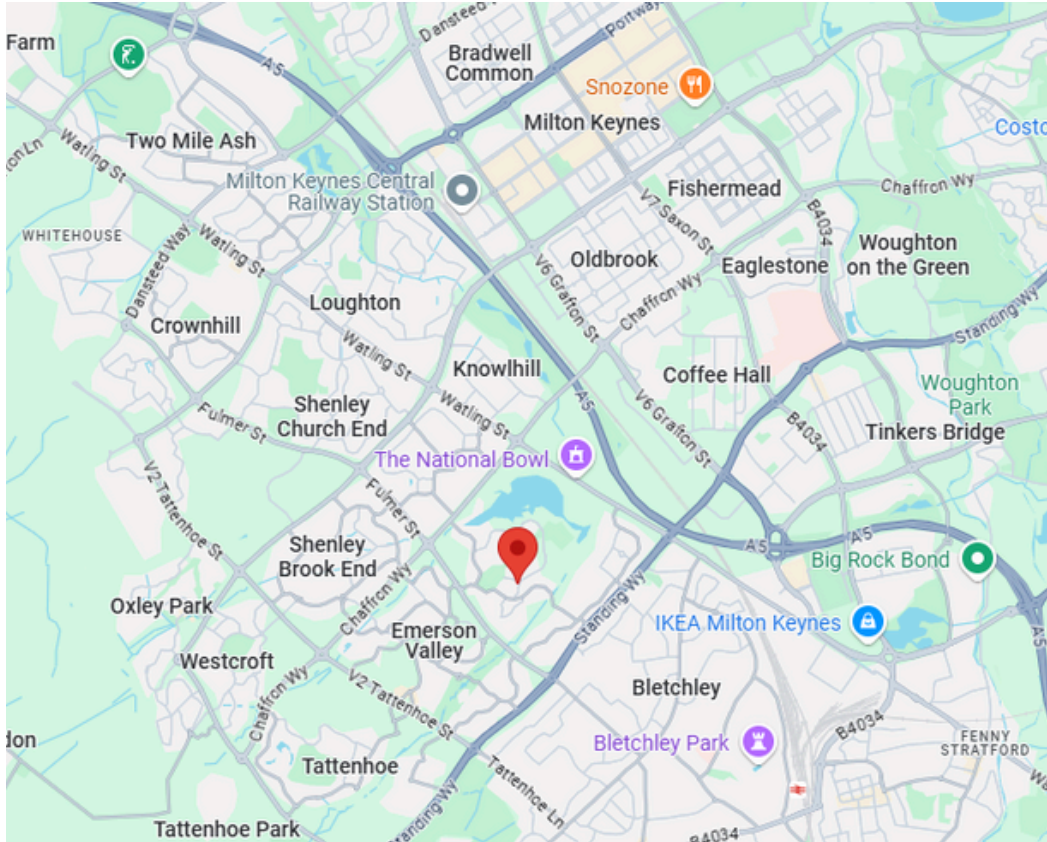 Farm
A5
Dansteed Wy
Portway
Bradwell
Common
Snozone
Milton Keynes
Costo
Two Mile Ash
Watling St
Milton Keynes Central
Railway Station
Fishermead
Chaffron Wy
V7 Saxon St
B4034
WHITEHOUSE
Dansteed Way
Watling St
Oldbrook
Eaglestone
Woughton
on the Green
V6 Grafton St
Chaffron Wy
Loughton
Crownhill
Standing Wy
Watling St
Knowlhill
Coffee Hall
A5
V6 Grafton St
Woughton
Park
Shenley
Church End
Fulmer St
Watling St
B4034
Tinkers Bridge
The National Bowl
V2 Tattenhoe St
Fulmer St
Shenley
Brook End
A5
A5
Big Rock Bond
Chaffron Wy
Oxley Park
Standing Wy
A5
IKEA Milton Keynes
Emerson
Valley
Westcroft
Chaffron Wy
V2 Tattenhoe St
Bletchley
don
Bletchley Park
B4034
FENNY
STRATFORD
Tattenhoe
Tattenhoe Ln
Standing Wy
Tattenhoe Park
B4034